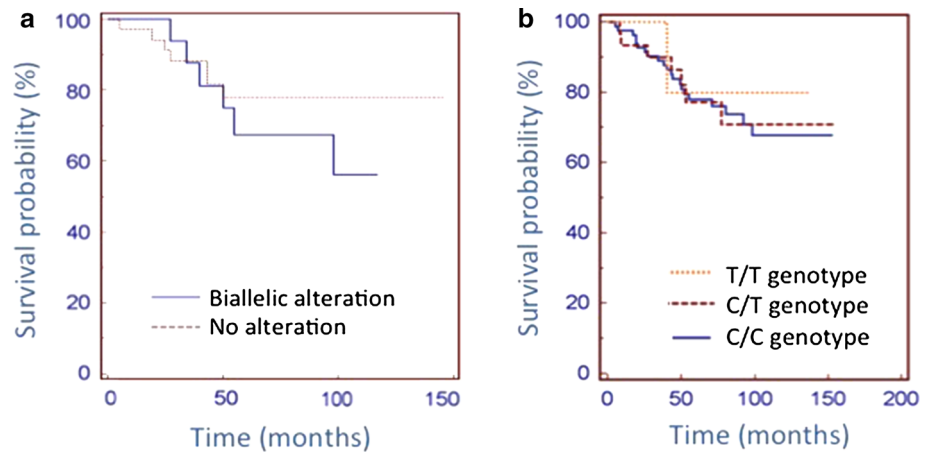 a
Survival probability (%)
100
80
60
40
20
0
Biallelic alteration
No alteration
0 50 100 150
Time (months)
b
Survival probability (%)
100
80
60
40
20
0
T/T genotype
C/T genotype
C/C genotype
0 50 100 150 200
Time (months)